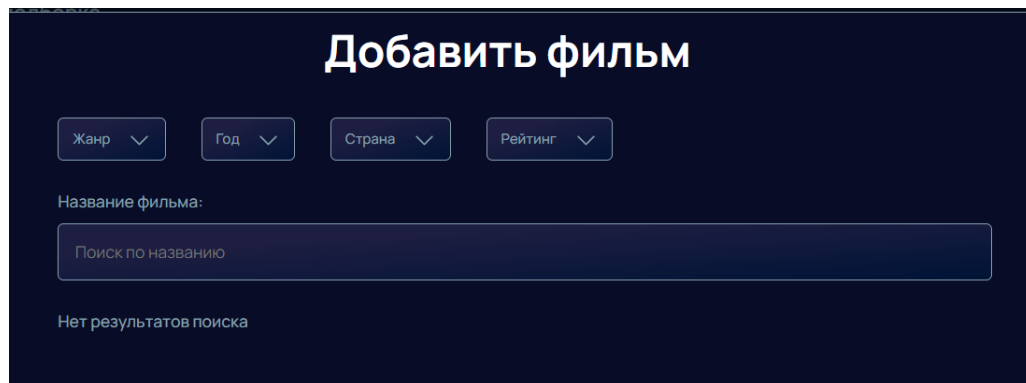 Добавить фильм
Жанр Год Страна Рейтинг
Название фильма:
Поиск по названию
Нет результатов поиска